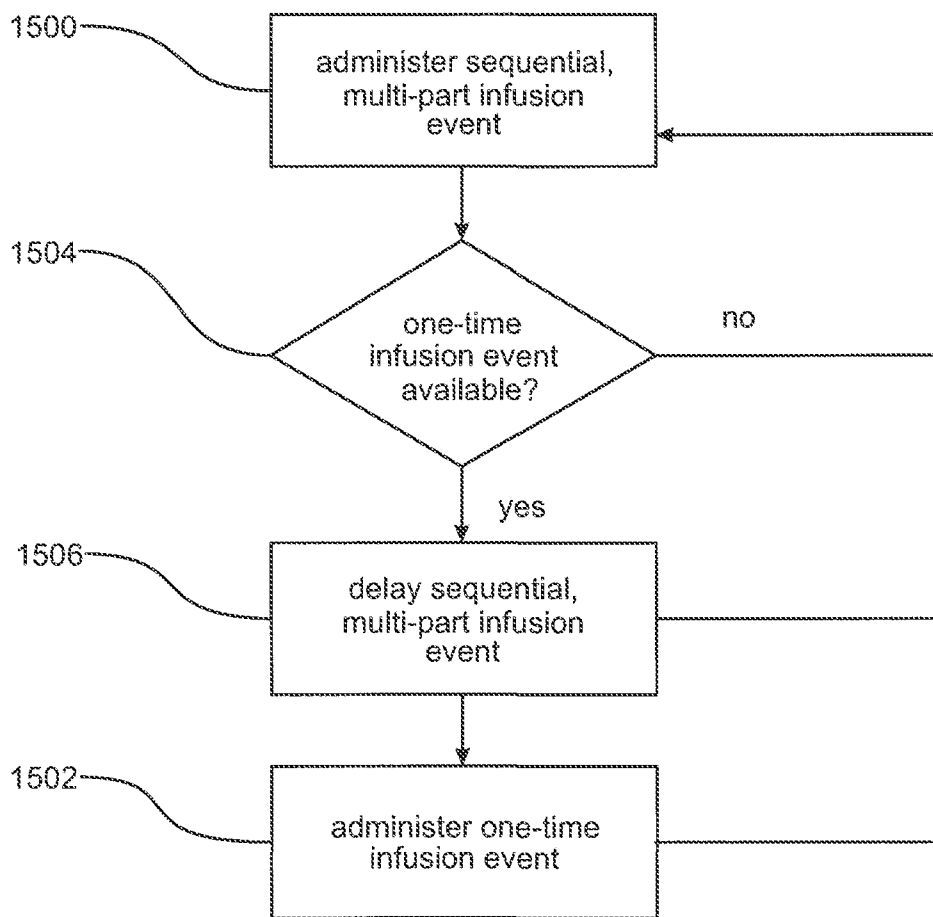 1500
administer sequential,
multi-part infusion
event
1504
one-time
infusion event
available?
no
yes
1506
delay sequential,
multi-part infusion
event
1502
administer one-time
infusion event